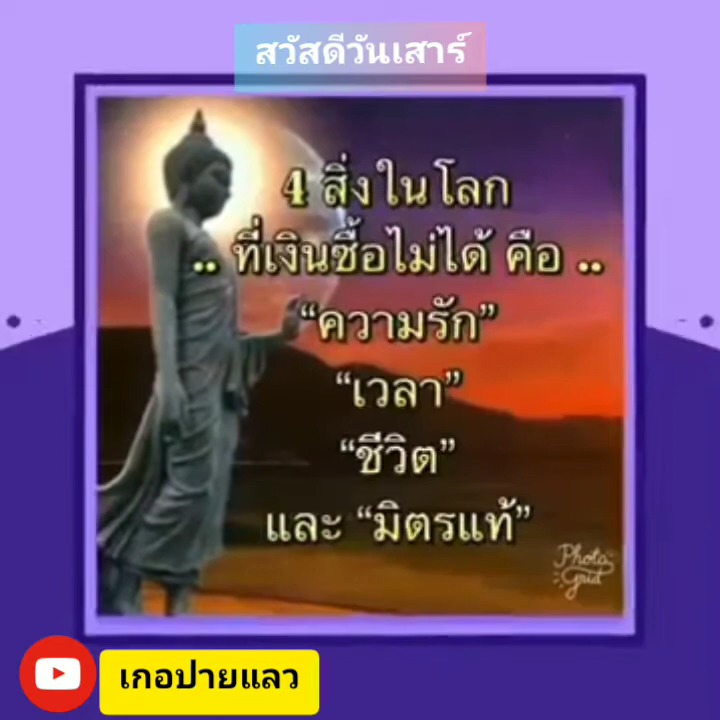 สวัสดีวันเสาร์
4 สิ่งในโลก
.. ที่เงินซื้อไม่ได้ คือ ..
“ความรัก”
“เวลา”
“ชีวิต”
และ “มิตรแท้”
Photo
Grid
เกอปายแลว